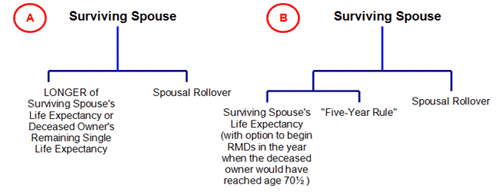 A
Surviving Spouse
LONGER of
Surviving Spouse's
Life Expectancy or
Deceased Owner's
Remaining Single
Life Expectancy
Spousal Rollover
B
Surviving Spouse
Surviving Spouse's
Life Expectancy
(with option to begin
RMDs in the year
when the deceased
owner would have
reached age 70½ )
"Five-Year Rule"
Spousal Rollover